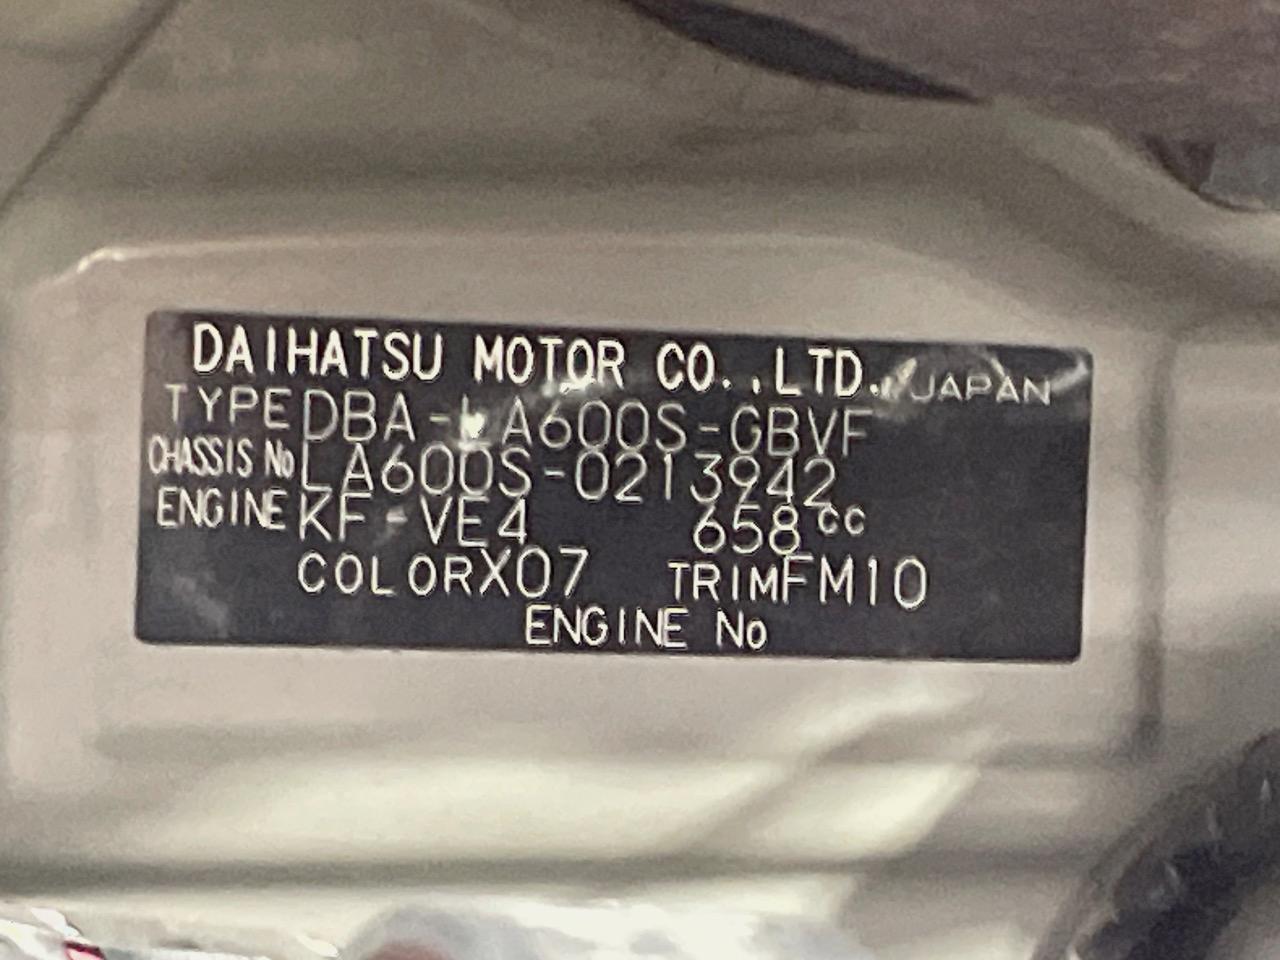 DAIHATSU MOTOR CO.,LTD. JAPAN
TYPE DBA-LA600S-GBVF
CHASSIS No LA600S-0213942
ENGINE KF-VE4 658cc
COLOR X07 TRIM FM10
ENGINE No